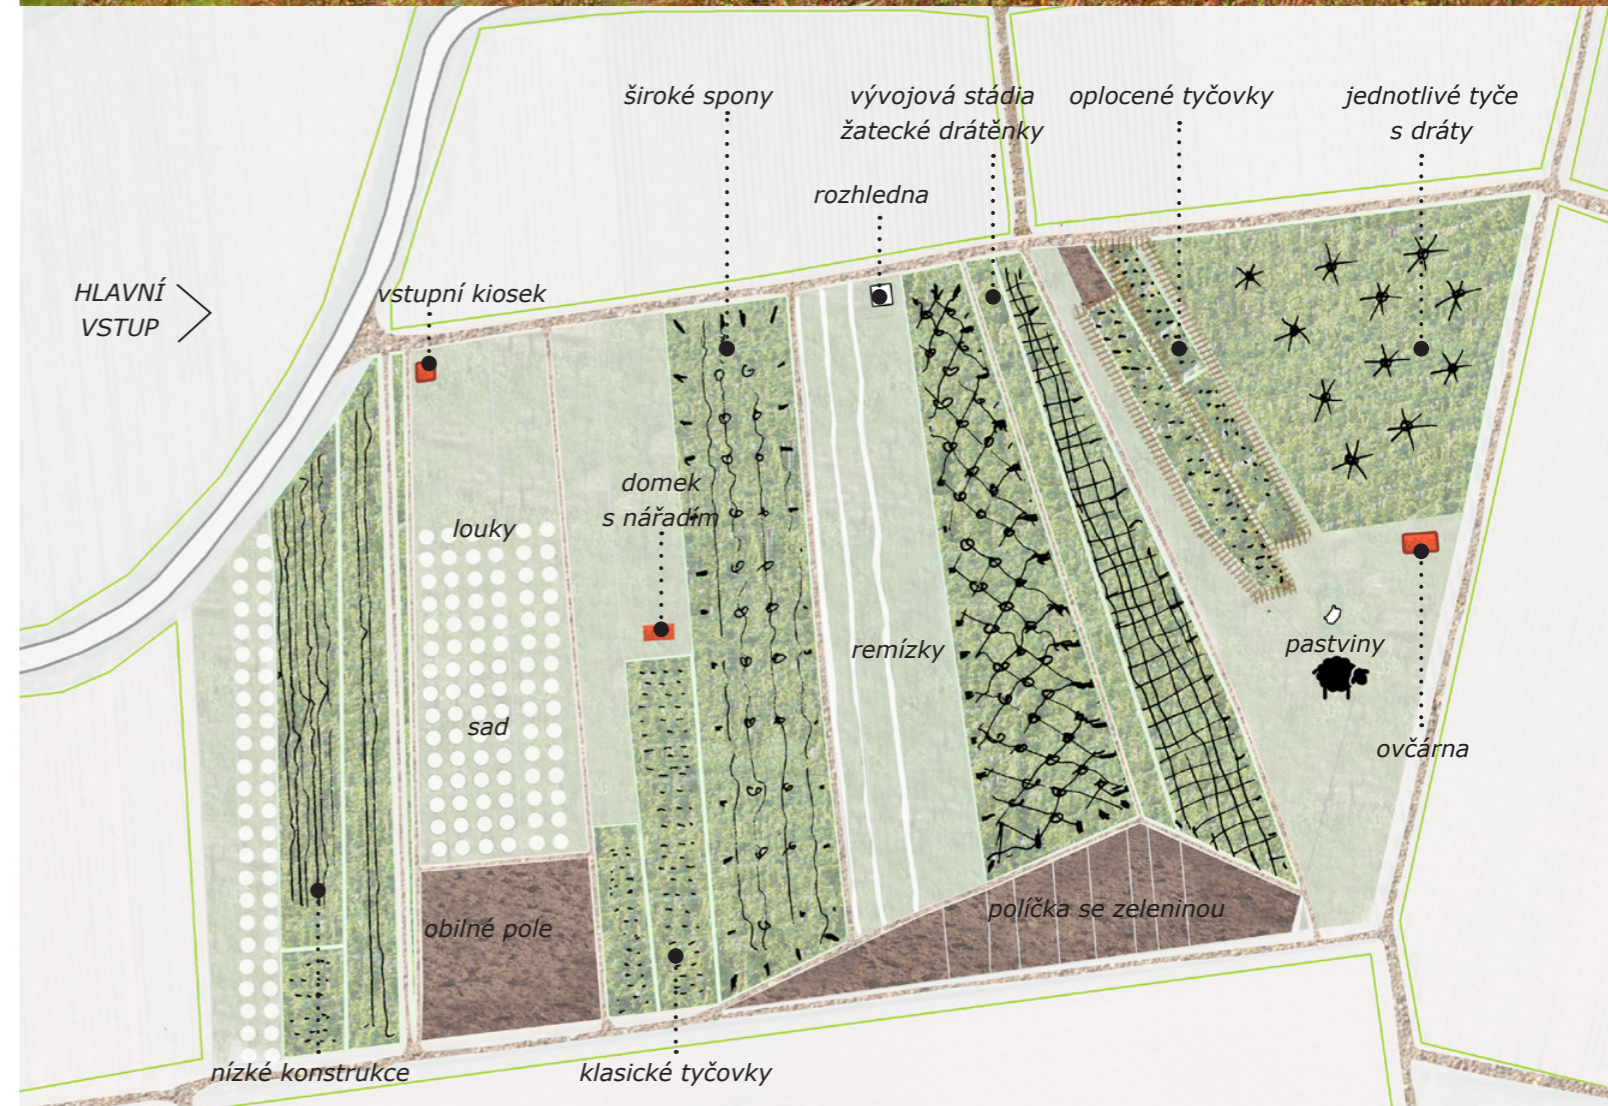 široké spony
vývojová stádia
žatecké drátěnky
oplocené tyčovky
jednotlivé tyče
s dráty
rozhledna
HLAVNÍ
VSTUP
vstupní kiosek
domek
s nářadím
louky
remízky
pastviny
sad
ovčárna
políčka se zeleninou
obilné pole
nízké konstrukce
klasické tyčovky